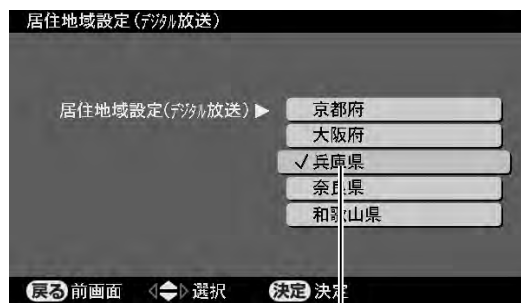 居住地域設定(デジタル放送)
居住地域設定(デジタル放送)▶
京都府
大阪府
✓兵庫県
奈良県
和歌山県
戻る 前画面 選択 決定 決定